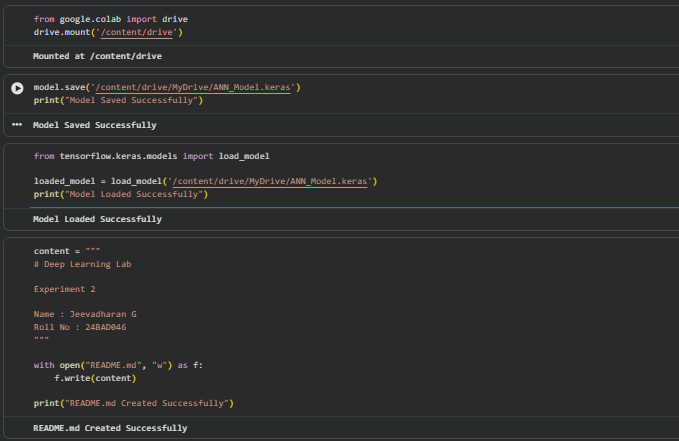 from google.colab import drive
drive.mount('/content/drive')
Mounted at /content/drive
model.save('/content/drive/MyDrive/ANN_Model.keras')
print("Model Saved Successfully")
Model Saved Successfully
from tensorflow.keras.models import load_model
loaded_model = load_model('/content/drive/MyDrive/ANN_Model.keras')
print("Model Loaded Successfully")
Model Loaded Successfully
content = """
# Deep Learning Lab
Experiment 2
Name : Jeevadharan G
Roll No : 24BAD046
"""
with open("README.md", "w") as f:
    f.write(content)
print("README.md Created Successfully")
README.md Created Successfully